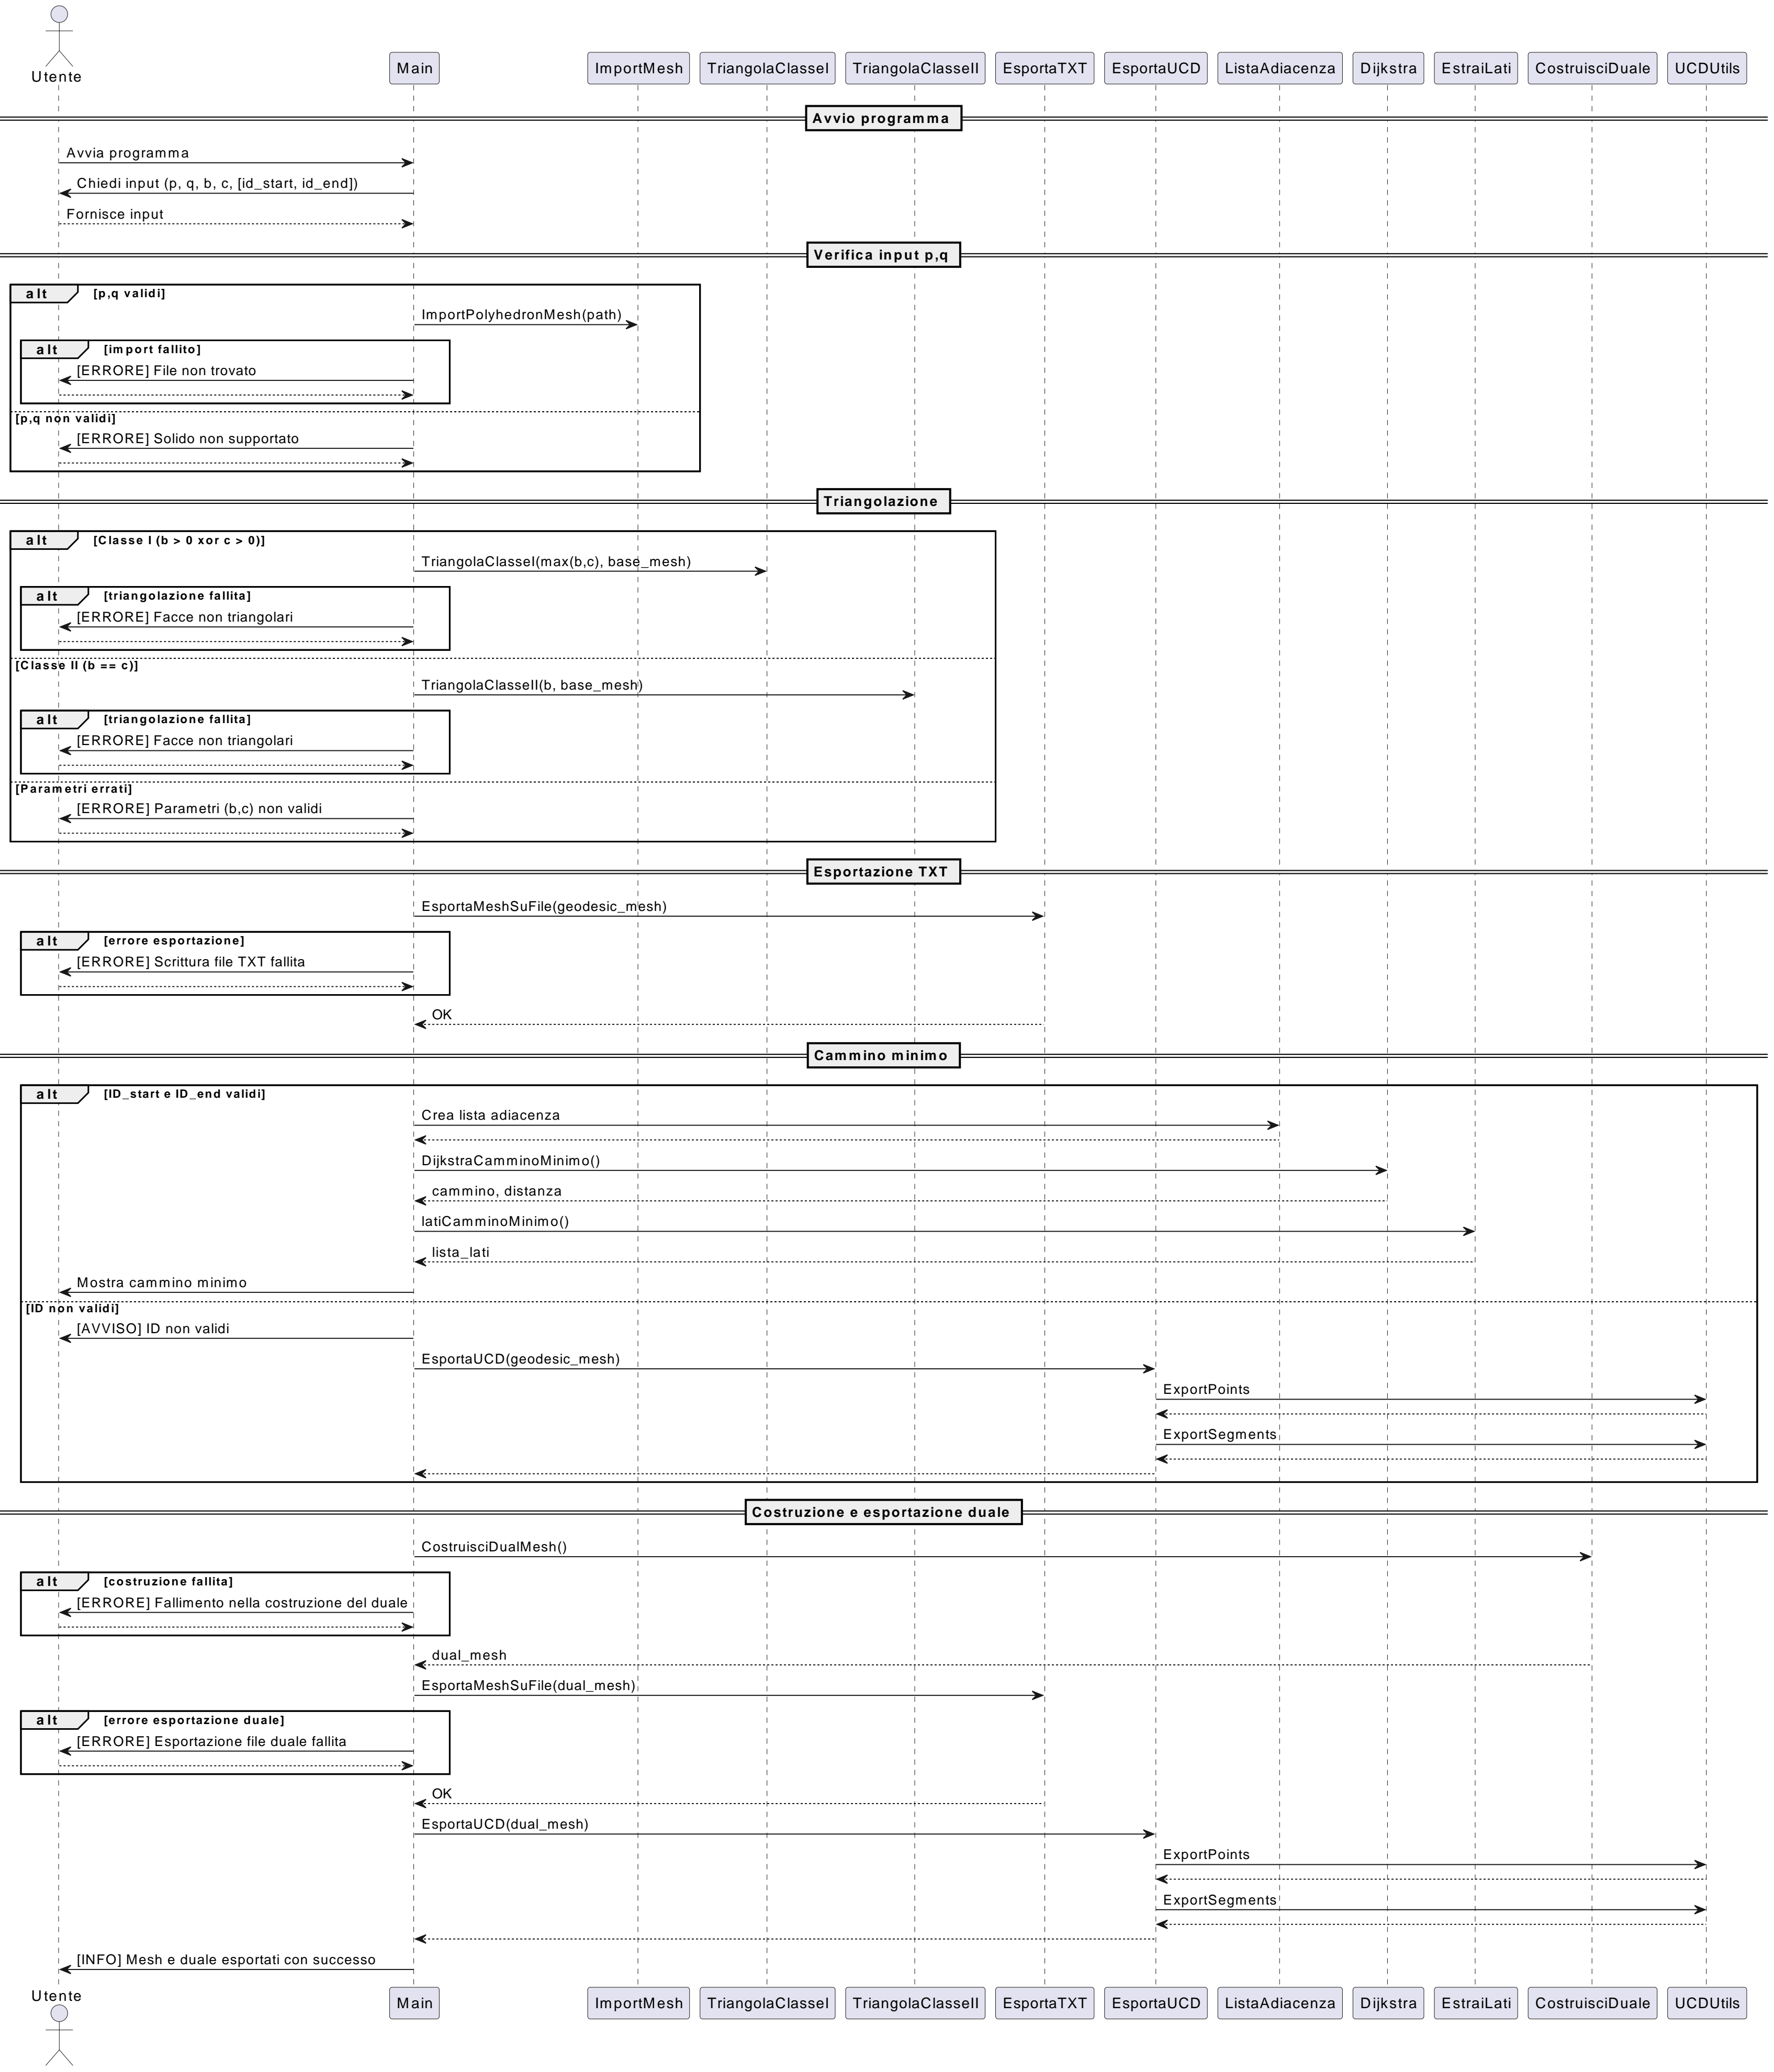 Utente
Main
ImportMesh
TriangolaClasseI
TriangolaClasseII
EsportaTXT
EsportaUCD
ListaAdiacenza
Dijkstra
EstraiLati
CostruisciDuale
UCDUtils
Avvio programma
Avvia programma
Chiedi input (p, q, b, c, [id_start, id_end])
Fornisce input
Verifica input p,q
alt [p,q validi]
ImportPolyhedronMesh(path)
alt [import fallito]
[ERRORE] File non trovato
[p,q non validi]
[ERRORE] Solido non supportato
Triangolazione
alt [Classe I (b > 0 xor c > 0)]
TriangolaClasseI(max(b,c), base_mesh)
alt [triangolazione fallita]
[ERRORE] Facce non triangolari
[Classe II (b == c)]
TriangolaClasseII(b, base_mesh)
alt [triangolazione fallita]
[ERRORE] Facce non triangolari
[Parametri errati]
[ERRORE] Parametri (b,c) non validi
Esportazione TXT
EsportaMeshSuFile(geodesic_mesh)
alt [errore esportazione]
[ERRORE] Scrittura file TXT fallita
OK
Cammino minimo
alt [ID_start e ID_end validi]
Crea lista adiacenza
DijkstraCamminoMinimo()
cammino, distanza
latiCamminoMinimo()
lista_lati
Mostra cammino minimo
[ID non validi]
[AVVISO] ID non validi
EsportaUCD(geodesic_mesh)
ExportPoints
ExportSegments
Costruzione e esportazione duale
CostruisciDualMesh()
alt [costruzione fallita]
[ERRORE] Fallimento nella costruzione del duale
dual_mesh
EsportaMeshSuFile(dual_mesh)
alt [errore esportazione duale]
[ERRORE] Esportazione file duale fallita
OK
EsportaUCD(dual_mesh)
ExportPoints
ExportSegments
[INFO] Mesh e duale esportati con successo
Utente
Main
ImportMesh
TriangolaClasseI
TriangolaClasseII
EsportaTXT
EsportaUCD
ListaAdiacenza
Dijkstra
EstraiLati
CostruisciDuale
UCDUtils